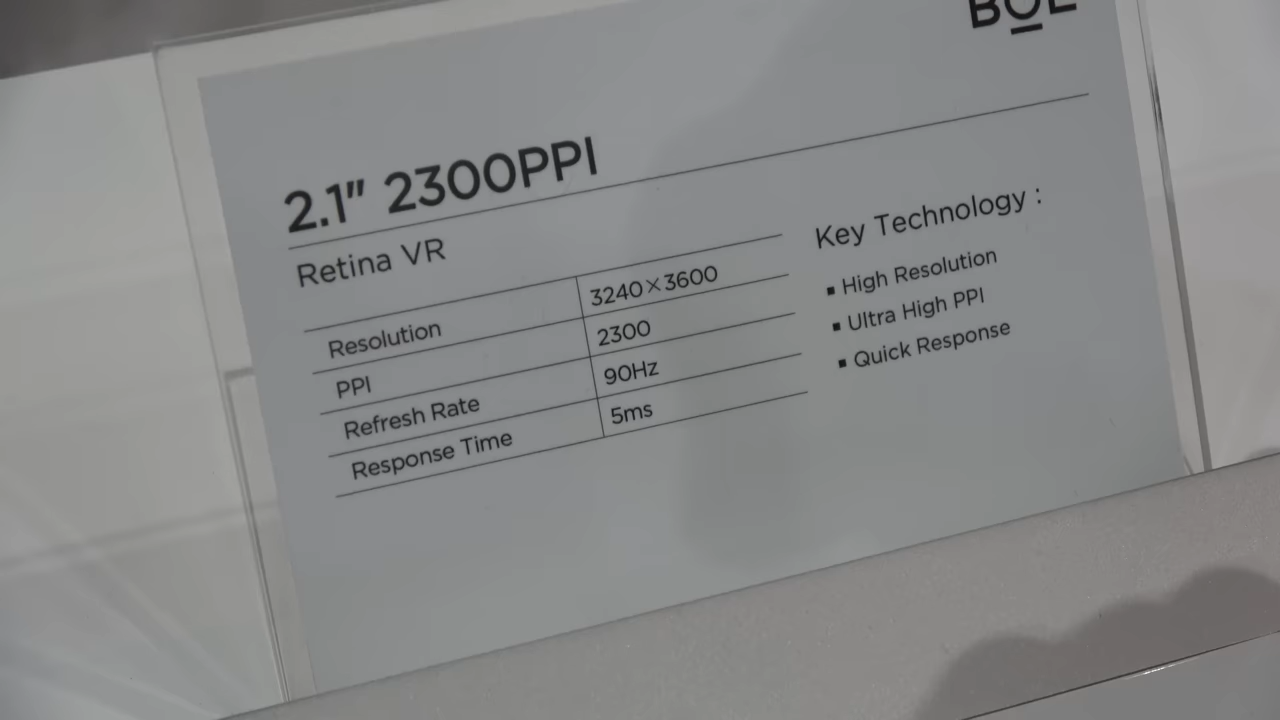 BOE
2.1" 2300PPI
Retina VR
Resolution 3240×3600
PPI 2300
Refresh Rate 90Hz
Response Time 5ms
Key Technology :
▪ High Resolution
▪ Ultra High PPI
▪ Quick Response